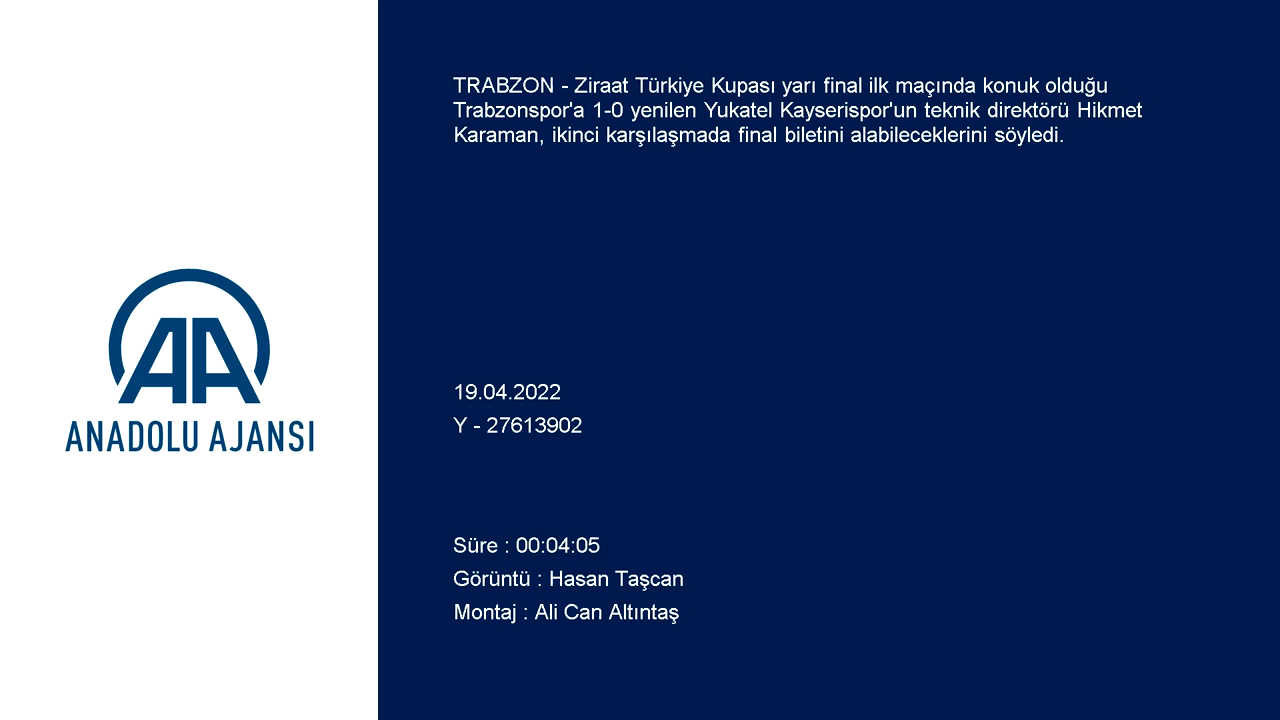 TRABZON - Ziraat Türkiye Kupası yarı final ilk maçında konuk olduğu
Trabzonspor'a 1-0 yenilen Yukatel Kayserispor'un teknik direktörü Hikmet
Karaman, ikinci karşılaşmada final biletini alabileceklerini söyledi.
AA
ANADOLU AJANSI
19.04.2022
Y - 27613902
Süre : 00:04:05
Görüntü : Hasan Taşcan
Montaj : Ali Can Altıntaş